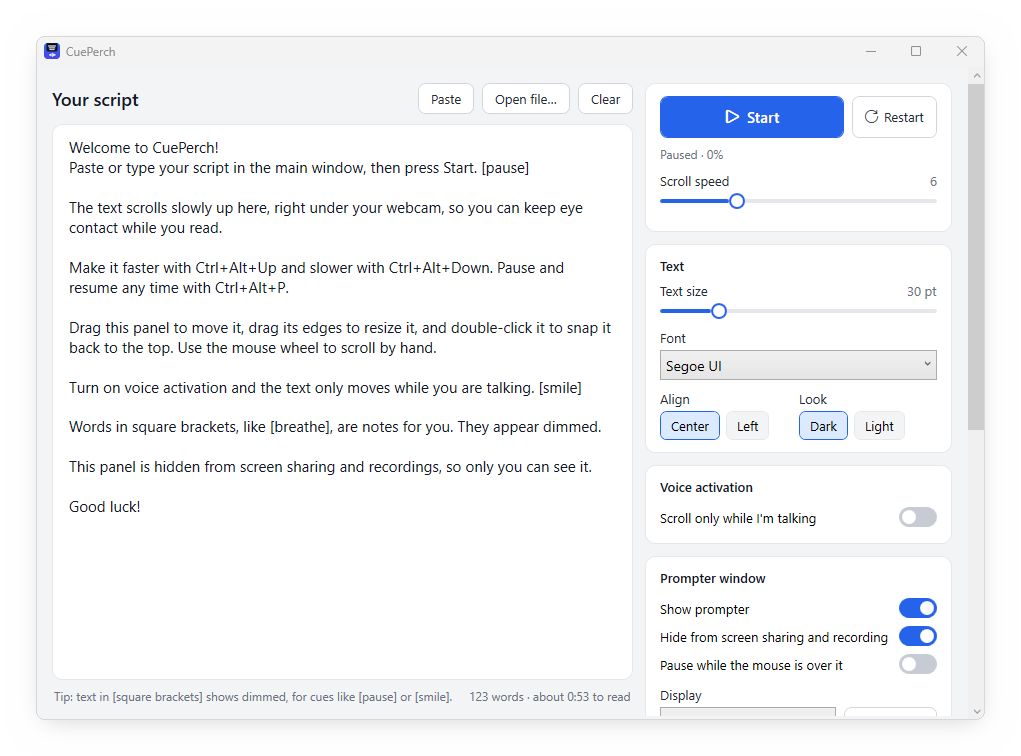 CuePerch
Your script
Paste
Open file...
Clear
Welcome to CuePerch!
Paste or type your script in the main window, then press Start. [pause]
The text scrolls slowly up here, right under your webcam, so you can keep eye
contact while you read.
Make it faster with Ctrl+Alt+Up and slower with Ctrl+Alt+Down. Pause and
resume any time with Ctrl+Alt+P.
Drag this panel to move it, drag its edges to resize it, and double-click it to snap it
back to the top. Use the mouse wheel to scroll by hand.
Turn on voice activation and the text only moves while you are talking. [smile]
Words in square brackets, like [breathe], are notes for you. They appear dimmed.
This panel is hidden from screen sharing and recordings, so only you can see it.
Good luck!
Tip: text in [square brackets] shows dimmed, for cues like [pause] or [smile].
123 words · about 0:53 to read
Start
Restart
Paused · 0%
Scroll speed
6
Text
Text size
30 pt
Font
Segoe UI
Align
Look
Center
Left
Dark
Light
Voice activation
Scroll only while I'm talking
Prompter window
Show prompter
Hide from screen sharing and recording
Pause while the mouse is over it
Display